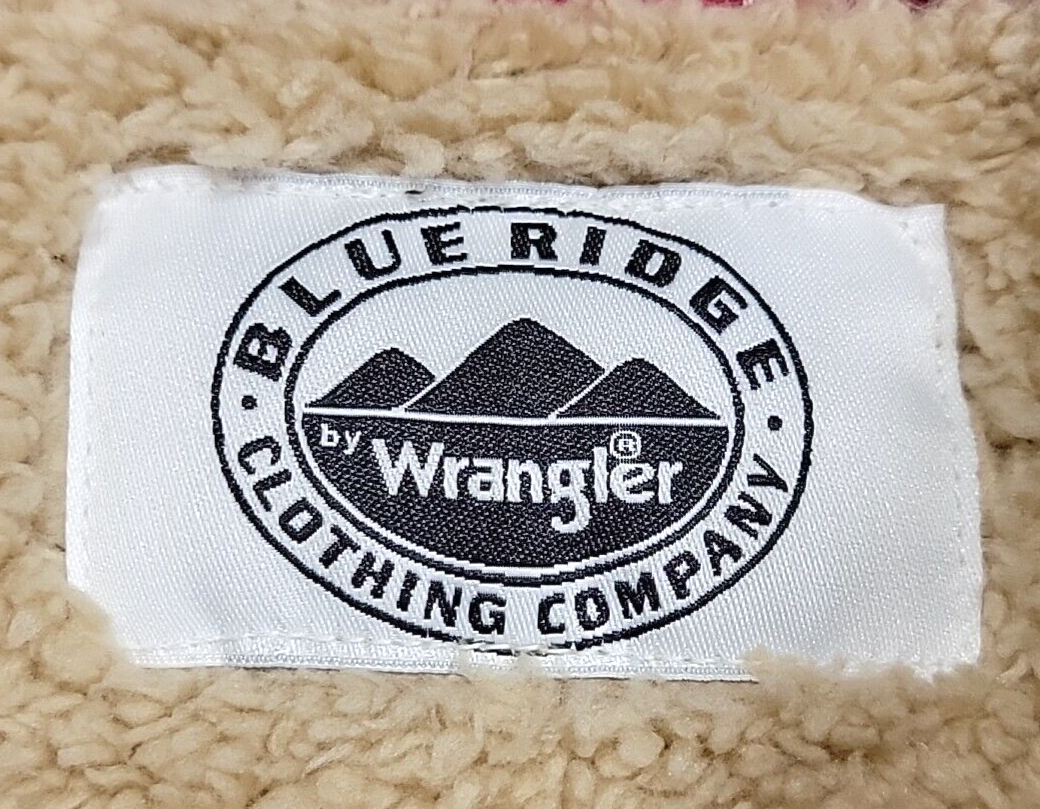 BLUE RIDGE
by Wrangler®
• CLOTHING COMPANY •